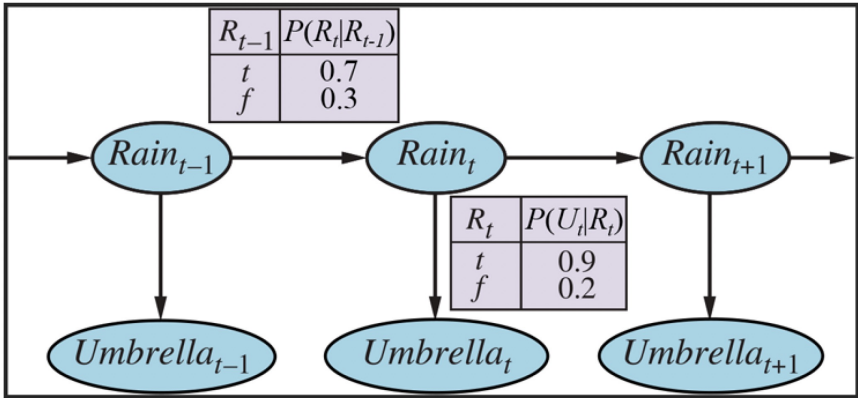 R_{t–1} P(R_t|R_{t-1})
t 0.7
f 0.3
Rain_{t–1} Rain_t Rain_{t+1}
R_t P(U_t|R_t)
t 0.9
f 0.2
Umbrella_{t–1} Umbrella_t Umbrella_{t+1}